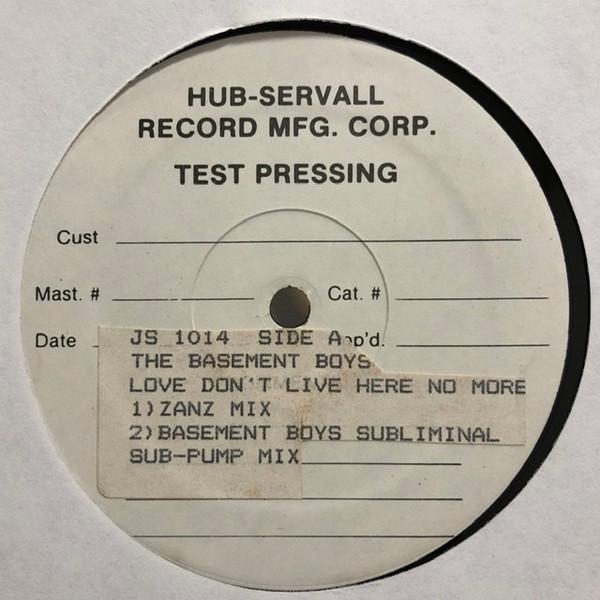 HUB-SERVALL
RECORD MFG. CORP.
TEST PRESSING
Cust
Mast. # Cat. #
Date
JS 1014 SIDE A pp'd.
THE BASEMENT BOYS
LOVE DON'T LIVE HERE NO MORE
1)ZANZ MIX
2)BASEMENT BOYS SUBLIMINAL
SUB-PUMP MIX